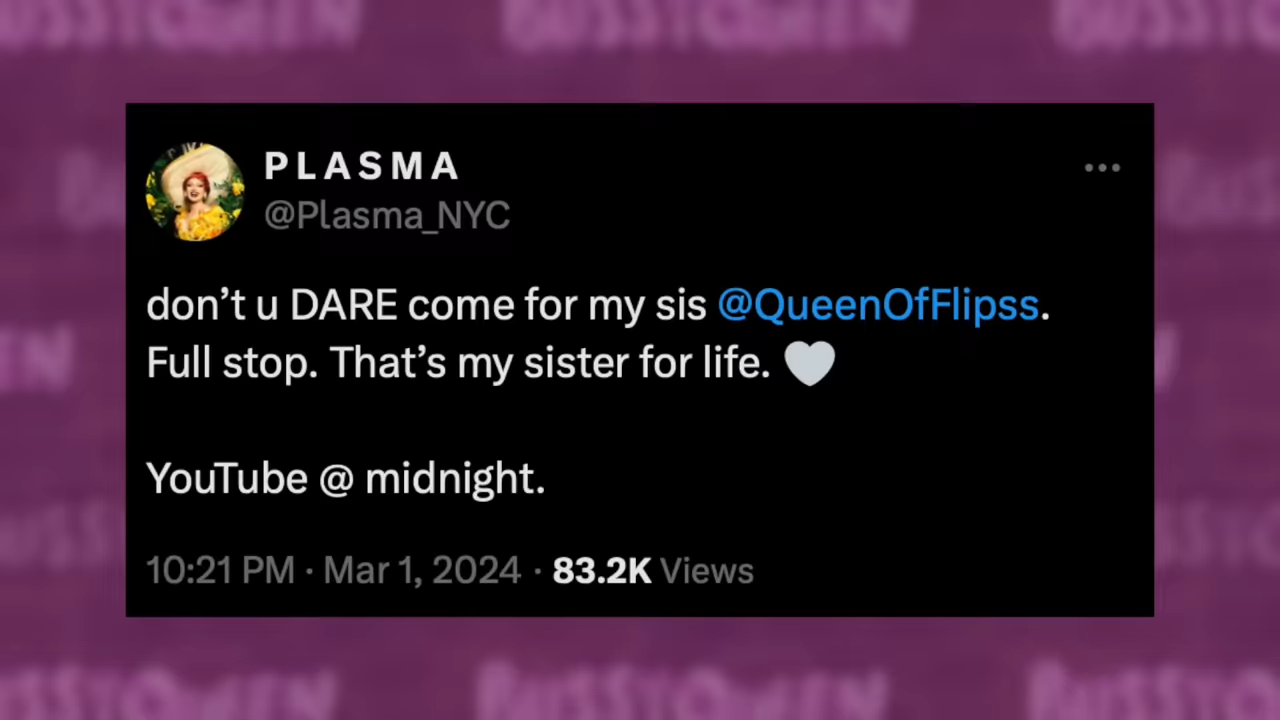 PLASMA
@Plasma_NYC
don’t u DARE come for my sis @QueenOfFlipss.
Full stop. That’s my sister for life. 🤍
YouTube @ midnight.
10:21 PM · Mar 1, 2024 · 83.2K Views